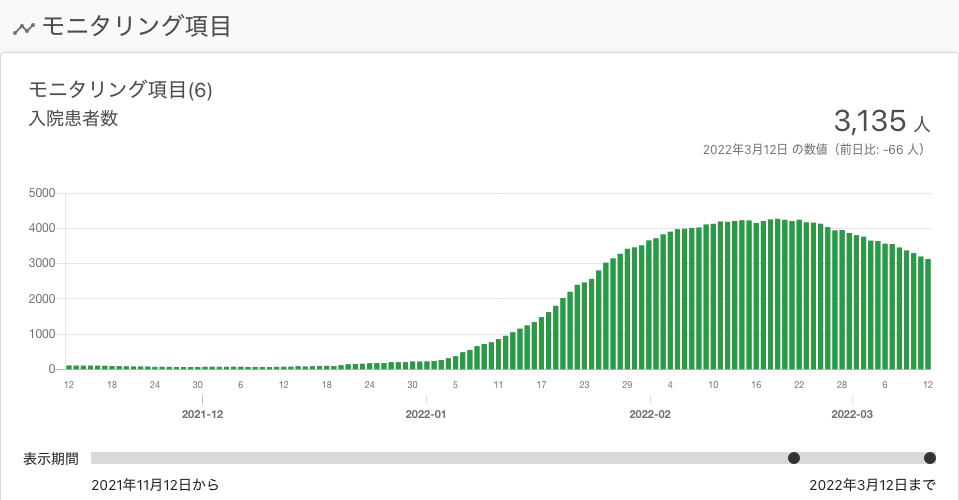 モニタリング項目
モニタリング項目(6)
入院患者数
3,135 人
2022年3月12日 の数値（前日比: -66 人）
5000
4000
3000
2000
1000
0
12 18 24 30 6 12 18 24 30 5 11 17 23 29 4 10 16 22 28 6 12
2021-12 2022-01 2022-02 2022-03
表示期間
2021年11月12日から 2022年3月12日まで